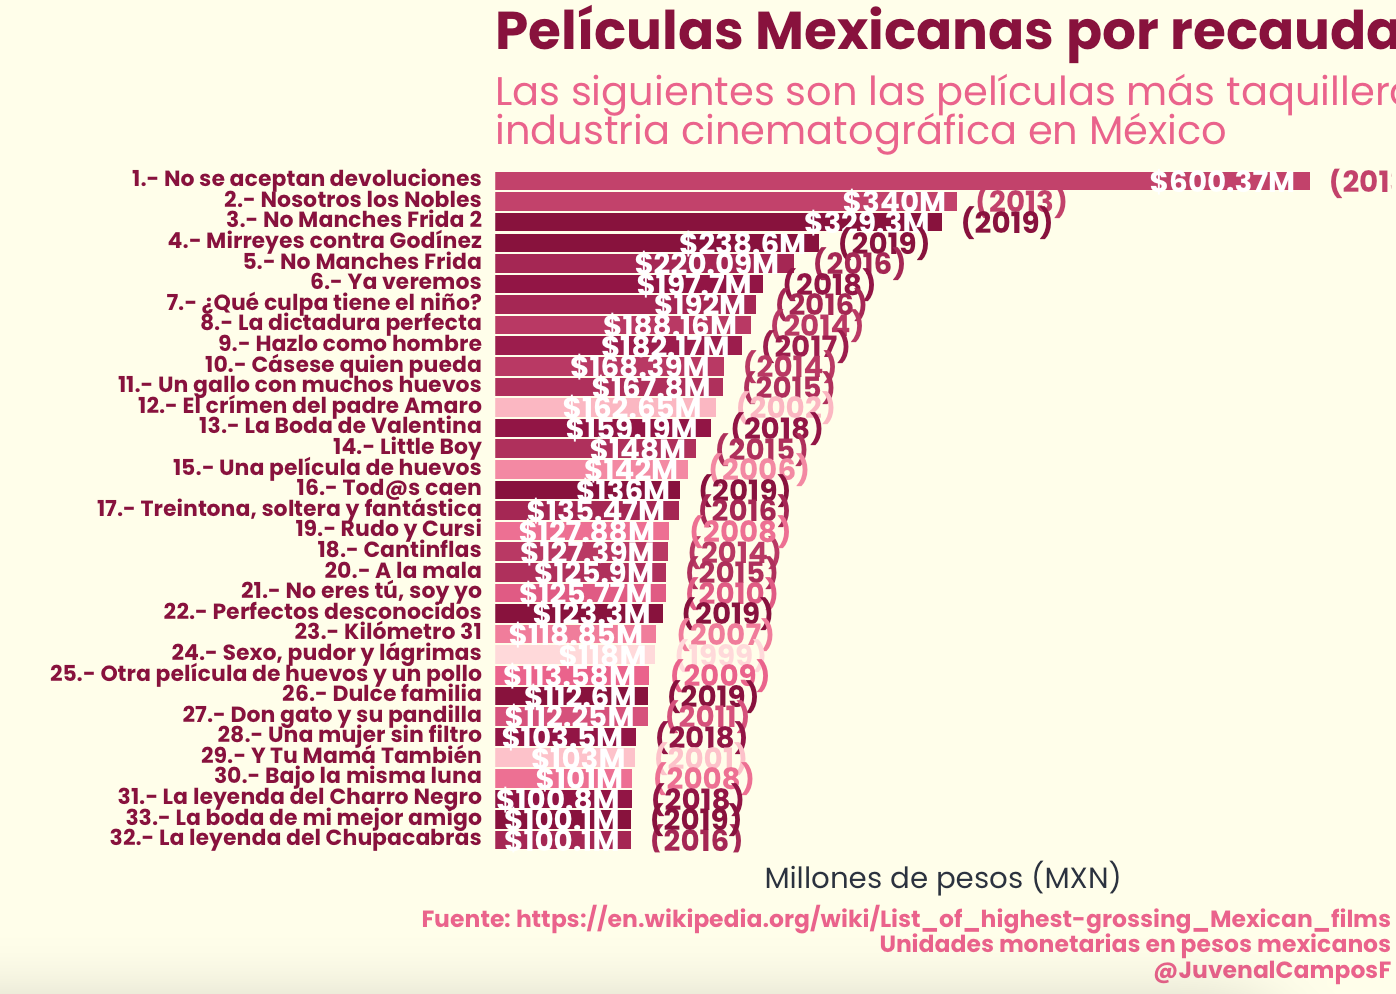 Películas Mexicanas por recauda
Las siguientes son las películas más taquiller
industria cinematográfica en México
1.- No se aceptan devoluciones $600.37M (201
2.- Nosotros los Nobles $340M (2013)
3.- No Manches Frida 2 $329.3M (2019)
4.- Mirreyes contra Godínez $238.6M (2019)
5.- No Manches Frida $220.09M (2016)
6.- Ya veremos $197.7M (2018)
7.- ¿Qué culpa tiene el niño? $192M (2016)
8.- La dictadura perfecta $188.16M (2014)
9.- Hazlo como hombre $182.17M (2017)
10.- Cásese quien pueda $168.39M (2014)
11.- Un gallo con muchos huevos $167.8M (2015)
12.- El crímen del padre Amaro $162.65M (2002)
13.- La Boda de Valentina $159.19M (2018)
14.- Little Boy $148M (2015)
15.- Una película de huevos $142M (2006)
16.- Tod@s caen $136M (2019)
17.- Treintona, soltera y fantástica $135.47M (2016)
19.- Rudo y Cursi $127.88M (2008)
18.- Cantinflas $127.39M (2014)
20.- A la mala $125.9M (2015)
21.- No eres tú, soy yo $125.77M (2010)
22.- Perfectos desconocidos $123.3M (2019)
23.- Kilómetro 31 $118.85M (2007)
24.- Sexo, pudor y lágrimas $118M (1999)
25.- Otra película de huevos y un pollo $113.58M (2009)
26.- Dulce familia $112.6M (2019)
27.- Don gato y su pandilla $112.25M (2011)
28.- Una mujer sin filtro $103.5M (2018)
29.- Y Tu Mamá También $103M (2001)
30.- Bajo la misma luna $101M (2008)
31.- La leyenda del Charro Negro $100.8M (2018)
33.- La boda de mi mejor amigo $100.1M (2019)
32.- La leyenda del Chupacabras $100.1M (2016)
Millones de pesos (MXN)
Fuente: https://en.wikipedia.org/wiki/List_of_highest-grossing_Mexican_films
Unidades monetarias en pesos mexicanos
@JuvenalCamposF